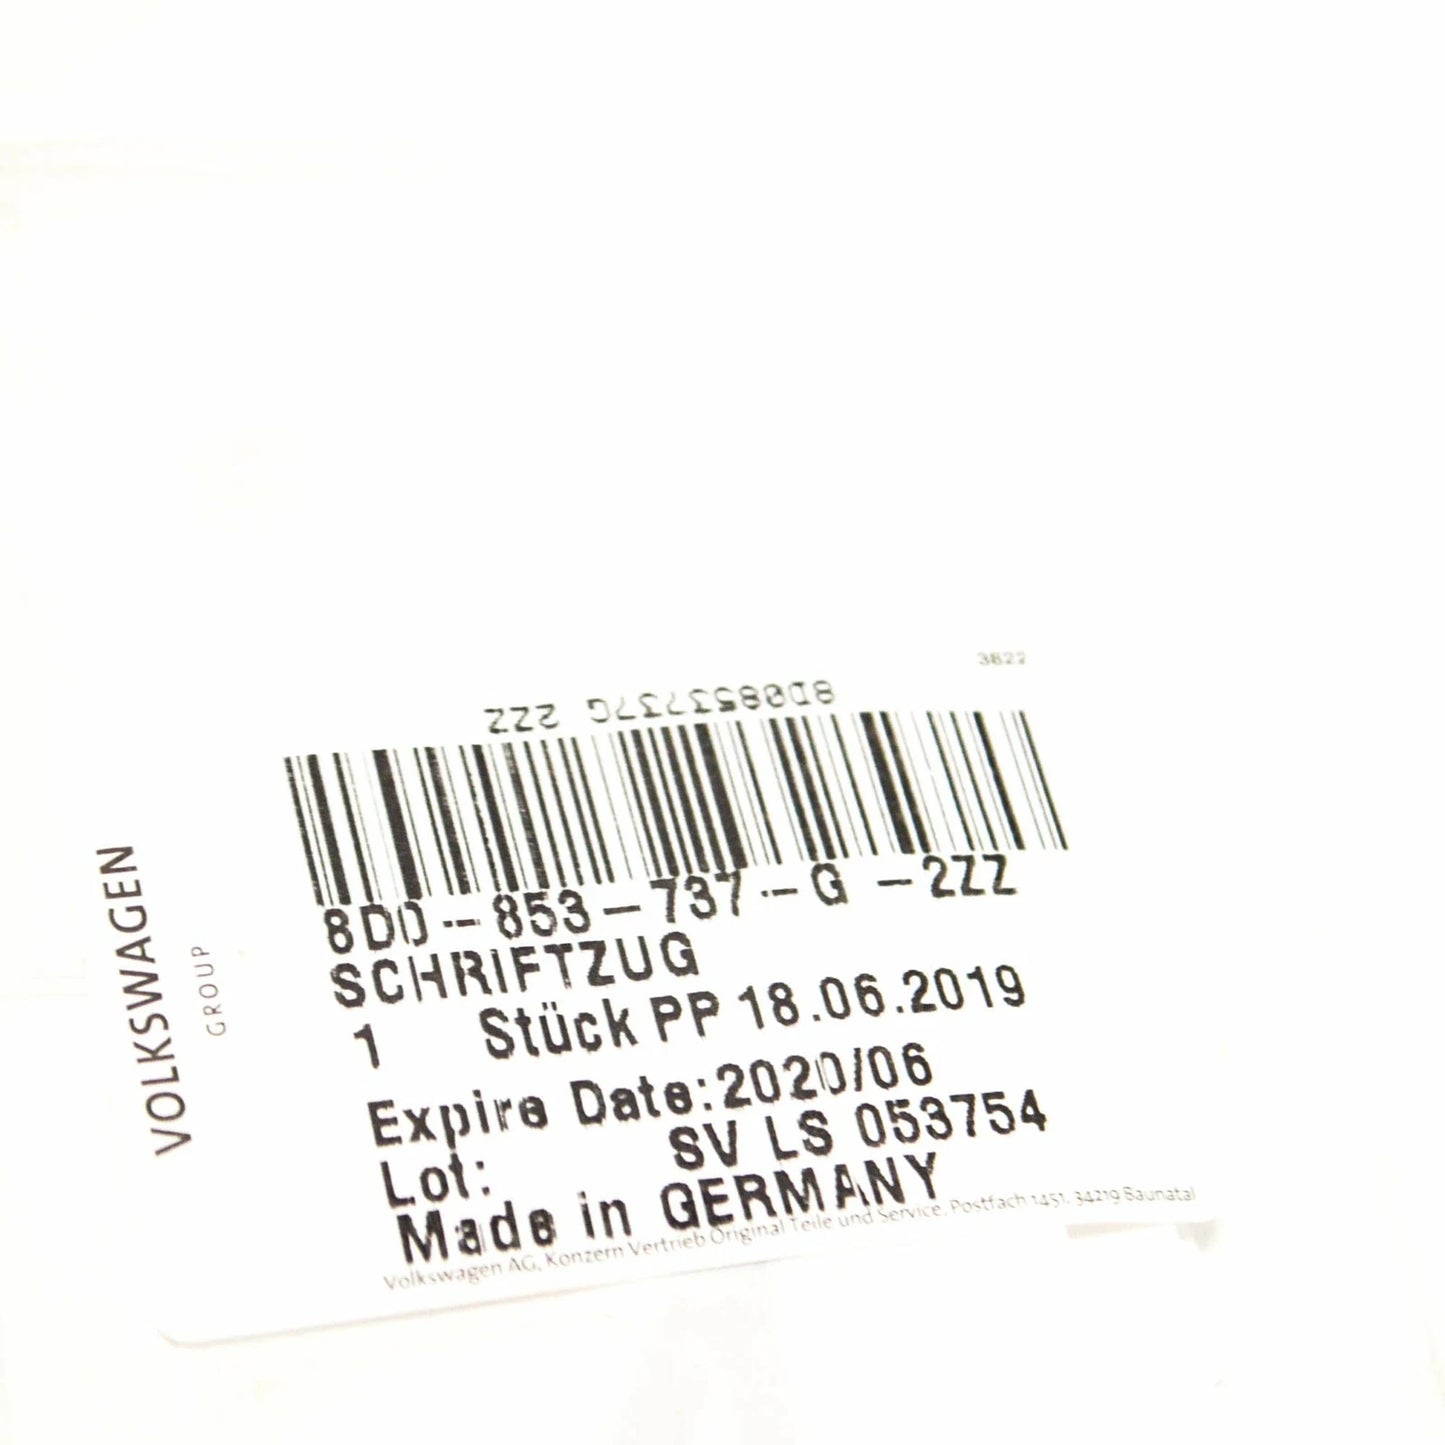 3822
8D0853737G 2ZZ
8D0-853-737-G -2ZZ
SCHRIFTZUG
1 Stück PP 18.06.2019
Expire Date:2020/06
Lot: SV LS 053754
Made in GERMANY
Volkswagen AG, Konzern Vertrieb Original Teile und Service, Postfach 1451, 34219 Baunatal
VOLKSWAGEN
GROUP